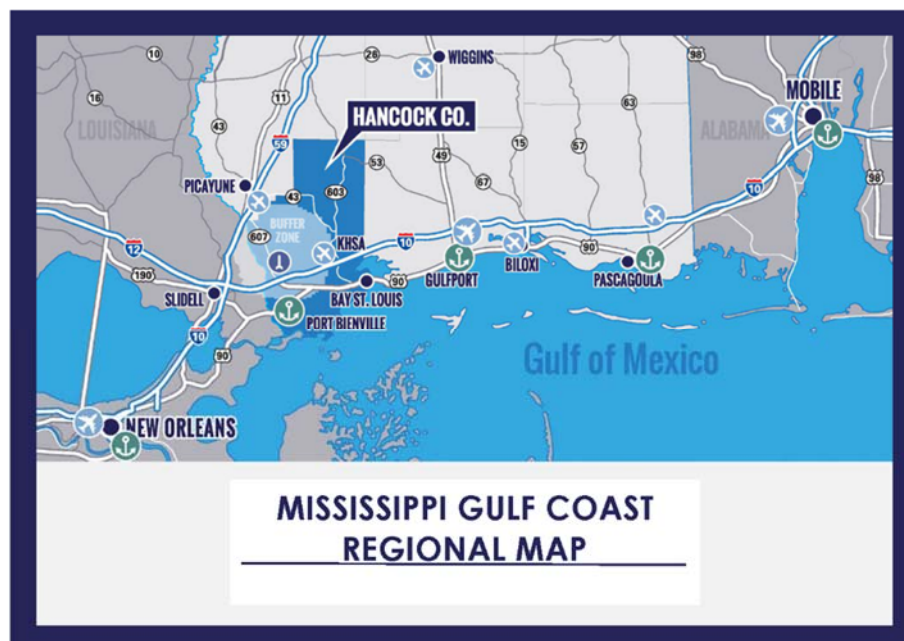 10
26
98
WIGGINS
MOBILE
11
16
63
LOUISIANA
HANCOCK CO.
ALABAMA
43
59
15
53
49
57
PICAYUNE
603
67
10
98
43
BUFFER
ZONE
607
KHSA
10
12
90
190
GULFPORT
BILOXI
PASCAGOULA
SLIDELL
BAY ST. LOUIS
90
PORT BIENVILLE
10
90
Gulf of Mexico
NEW ORLEANS
MISSISSIPPI GULF COAST
REGIONAL MAP